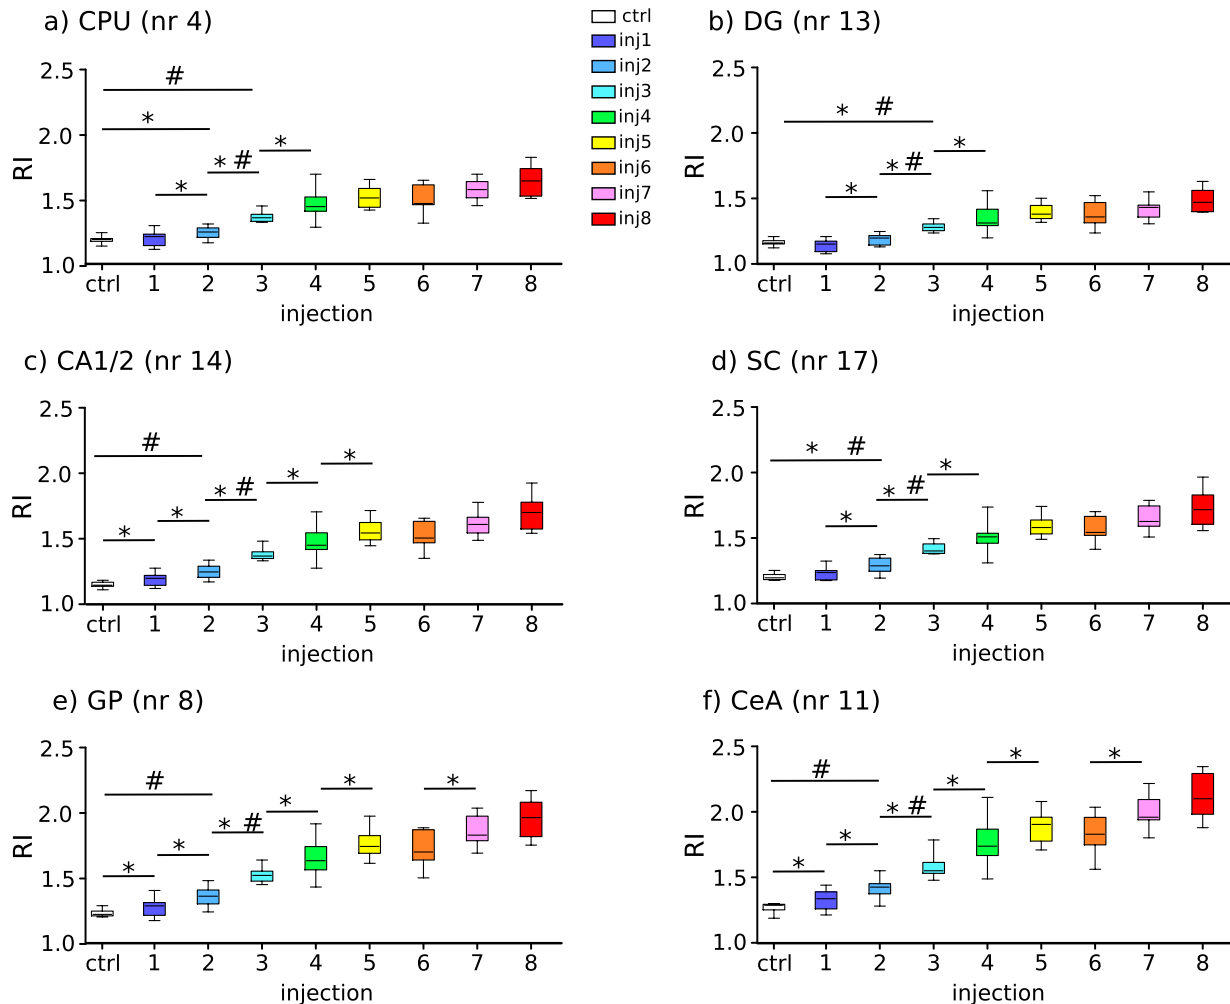 a) CPU (nr 4)
2.5
2.0
1.5
1.0
RI
#
*
* #
*
*
ctrl 1 2 3 4 5 6 7 8
injection
ctrl
inj1
inj2
inj3
inj4
inj5
inj6
inj7
inj8
b) DG (nr 13)
2.5
2.0
1.5
1.0
RI
* #
*
* #
*
ctrl 1 2 3 4 5 6 7 8
injection
c) CA1/2 (nr 14)
2.5
2.0
1.5
1.0
RI
#
*
*
* #
*
*
ctrl 1 2 3 4 5 6 7 8
injection
d) SC (nr 17)
2.5
2.0
1.5
1.0
RI
* #
*
* #
*
ctrl 1 2 3 4 5 6 7 8
injection
e) GP (nr 8)
2.5
2.0
1.5
1.0
RI
#
*
*
* #
*
*
*
ctrl 1 2 3 4 5 6 7 8
injection
f) CeA (nr 11)
2.5
2.0
1.5
1.0
RI
#
*
*
* #
*
*
*
ctrl 1 2 3 4 5 6 7 8
injection